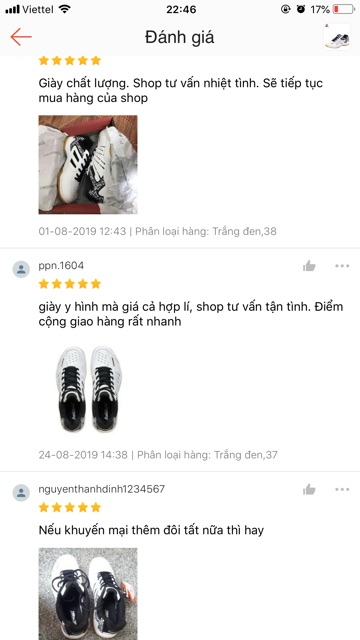 Viettel 22:46 17%
Đánh giá
Giày chất lượng. Shop tư vấn nhiệt tình. Sẽ tiếp tục
mua hàng của shop
01-08-2019 12:43 | Phân loại hàng: Trắng đen,38
ppn.1604
giày y hình mà giá cả hợp lí, shop tư vấn tận tình. Điểm
cộng giao hàng rất nhanh
24-08-2019 14:38 | Phân loại hàng: Trắng đen,37
nguyenthanhdinh1234567
Nếu khuyến mại thêm đôi tất nữa thì hay